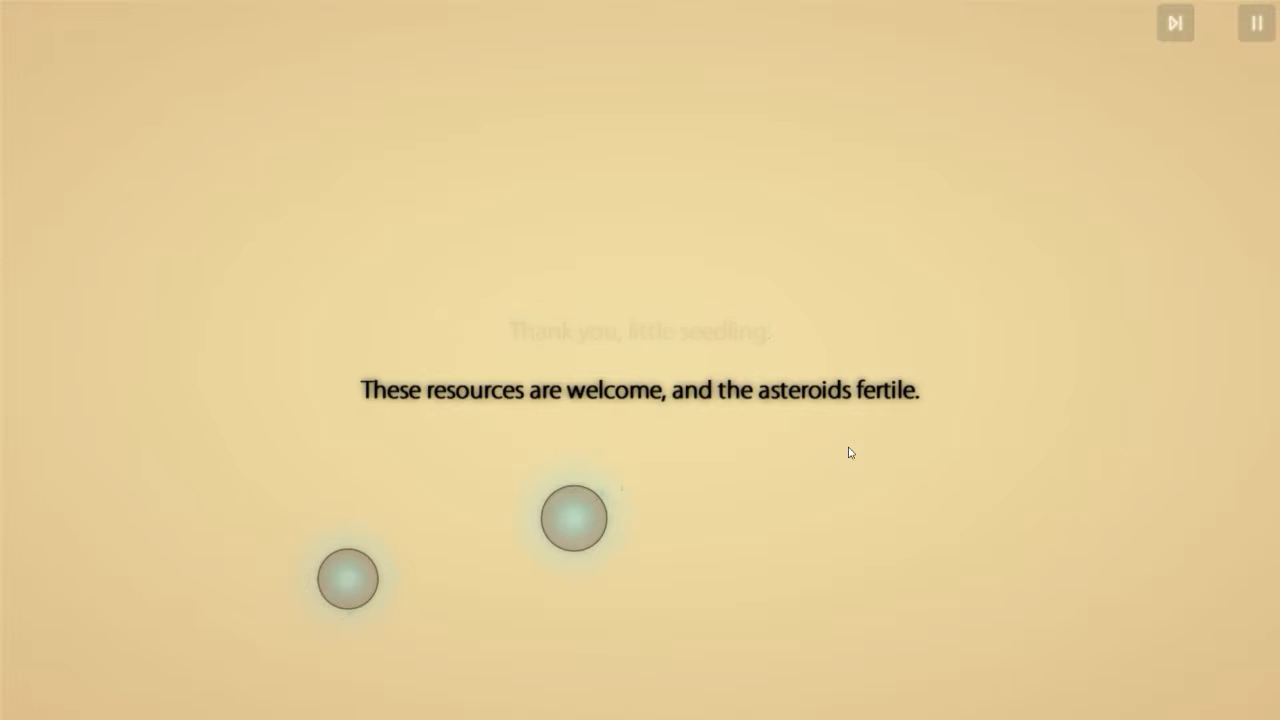 Thank you, little seedling.
These resources are welcome, and the asteroids fertile.